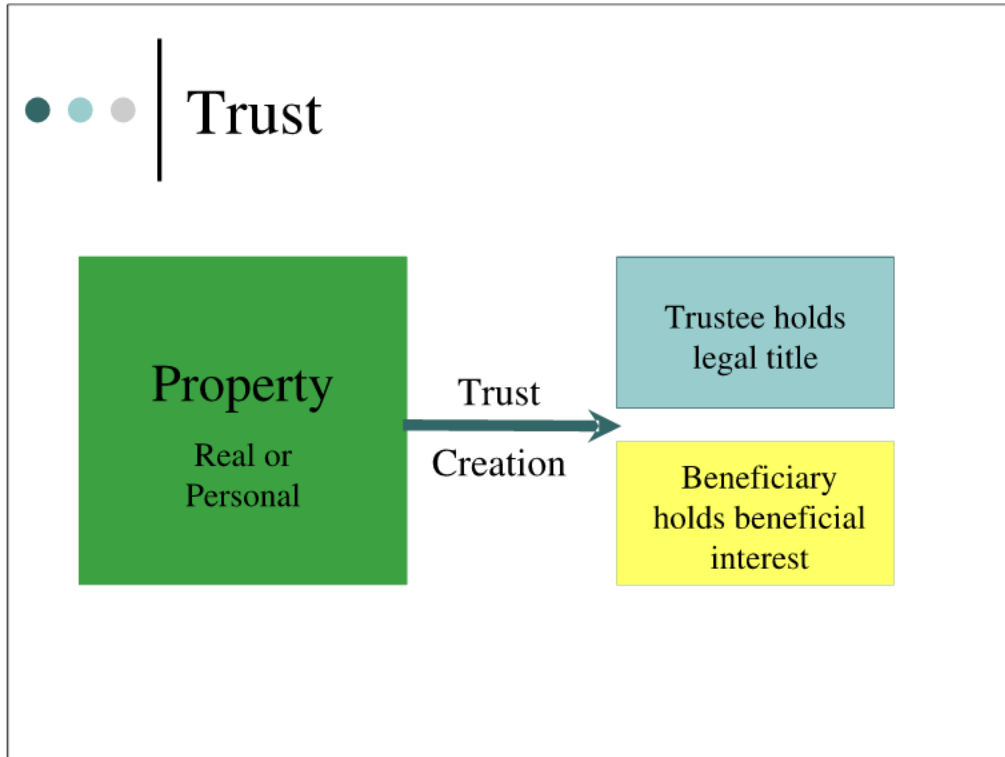 Trust
Property
Real or
Personal
Trust
Creation
Trustee holds
legal title
Beneficiary
holds beneficial
interest